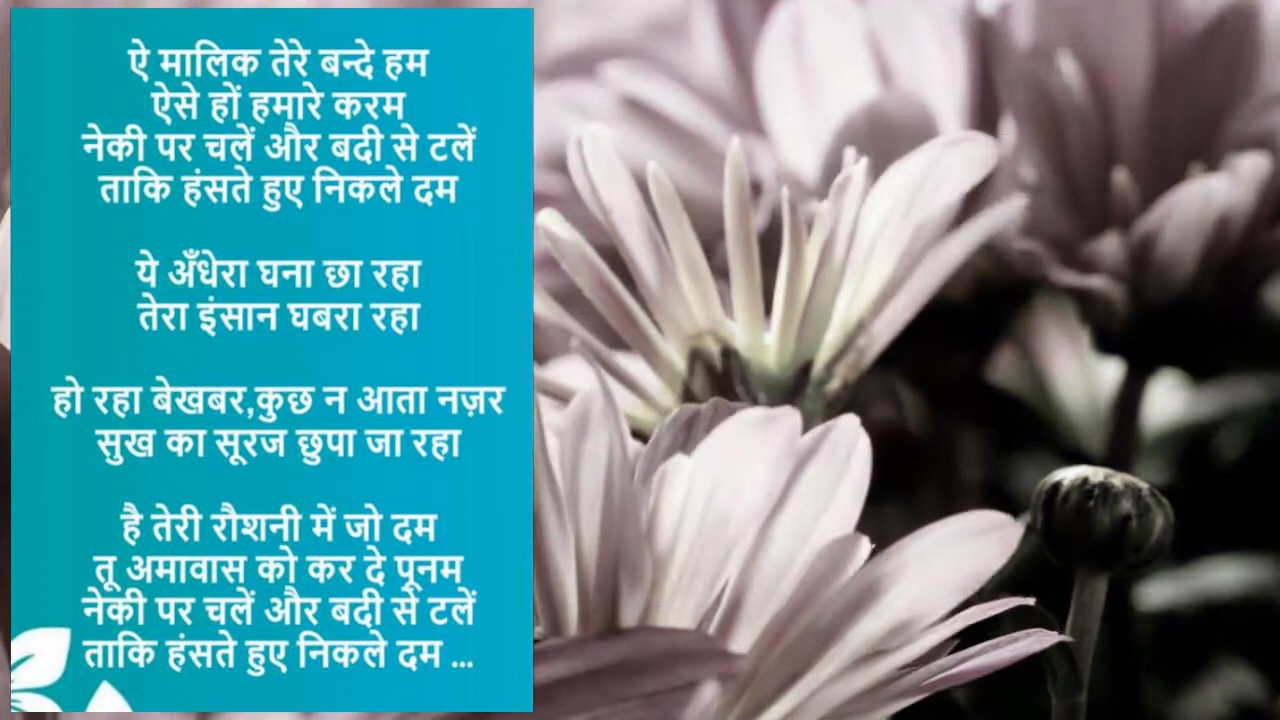 ऐ मालिक तेरे बन्दे हम
ऐसे हों हमारे करम
नेकी पर चलें और बदी से टलें
ताकि हंसते हुए निकले दम
ये अँधेरा घना छा रहा
तेरा इंसान घबरा रहा
हो रहा बेखबर,कुछ न आता नज़र
सुख का सूरज छुपा जा रहा
है तेरी रौशनी में जो दम
तू अमावास को कर दे पूनम
नेकी पर चलें और बदी से टलें
ताकि हंसते हुए निकले दम ...